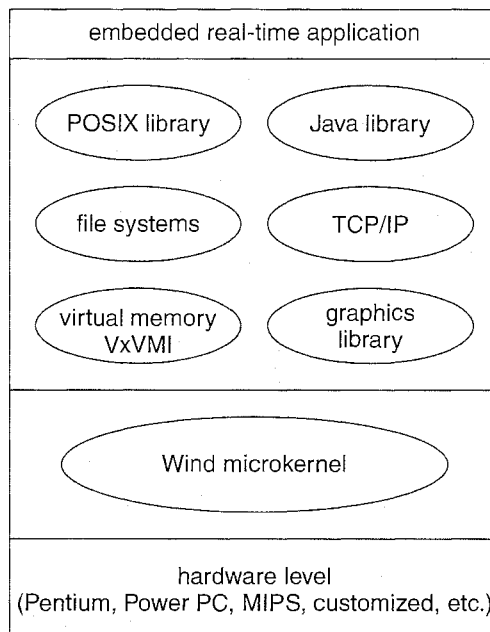 embedded real-time application
POSIX library
Java library
file systems
TCP/IP
virtual memory
VxVMI
graphics
library
Wind microkernel
hardware level
(Pentium, Power PC, MIPS, customized, etc.)